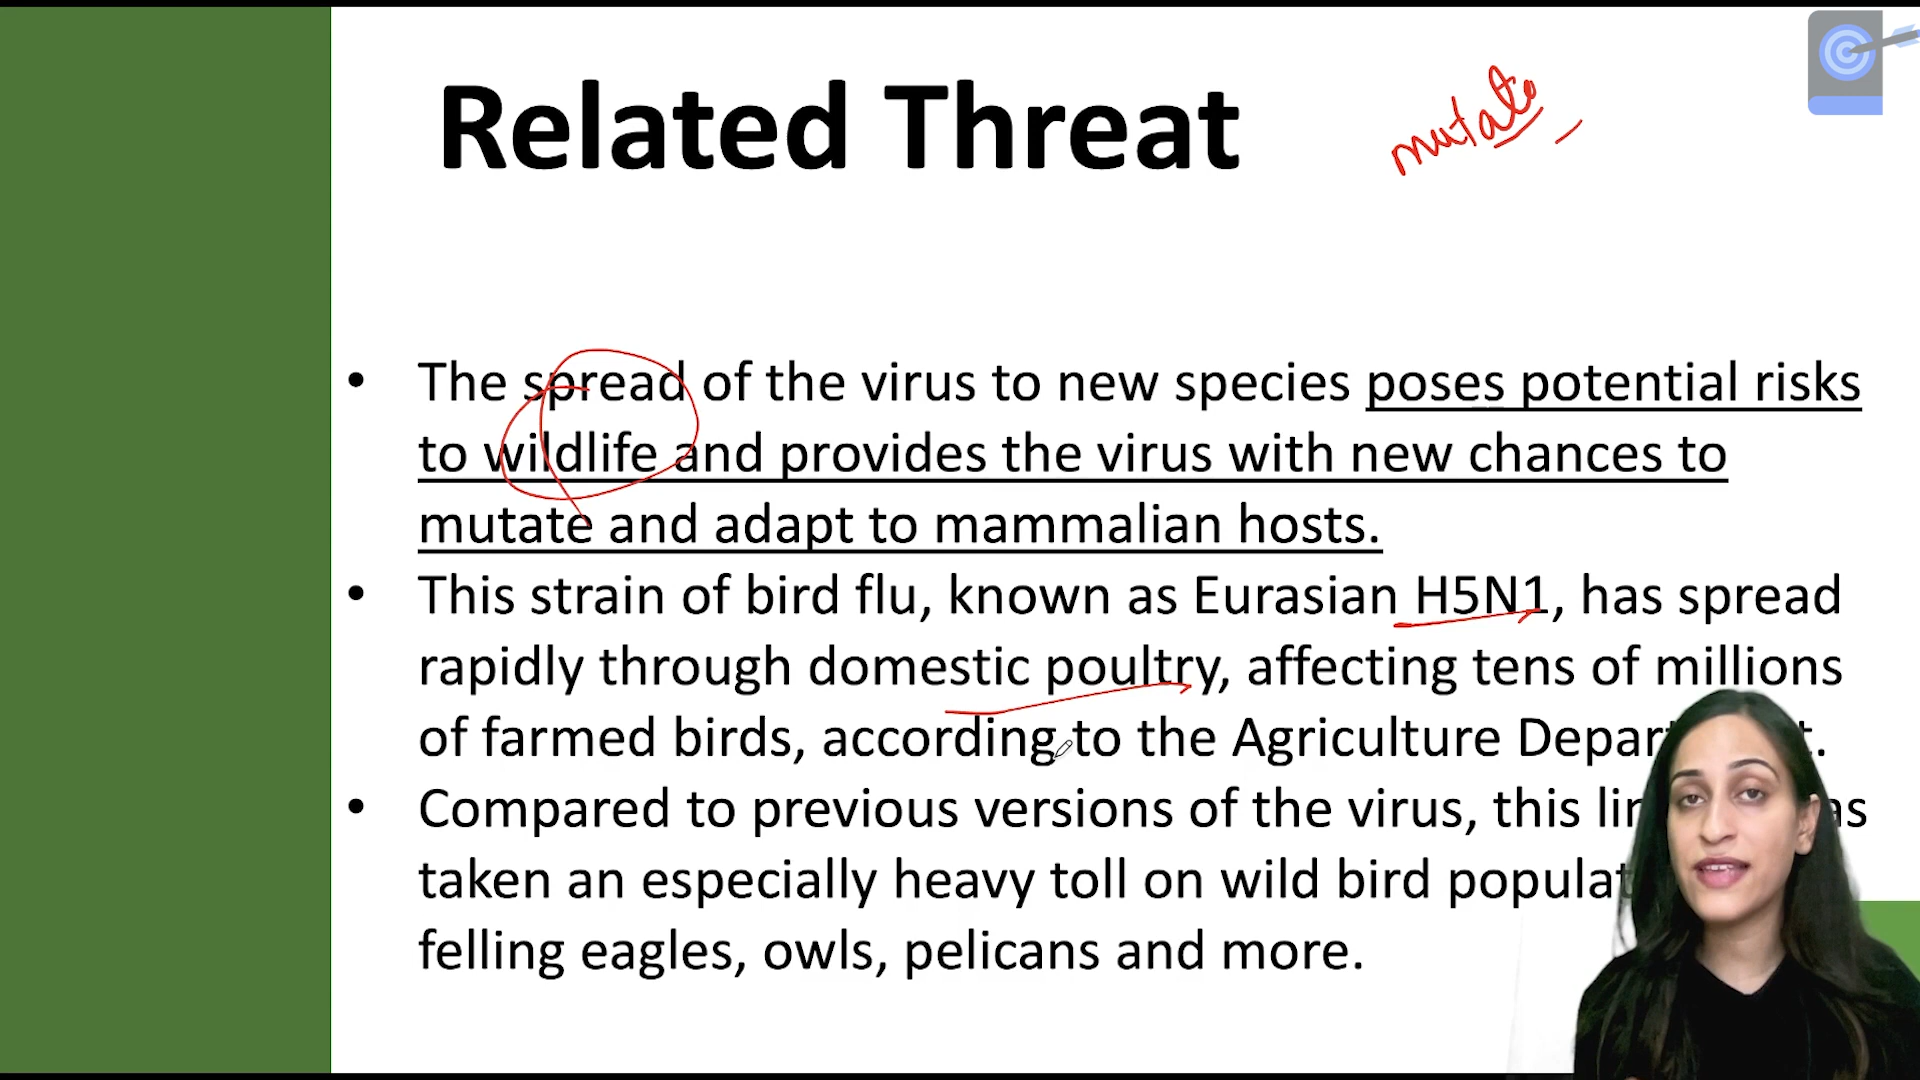 Related Threat
mutate
• The spread of the virus to new species poses potential risks
to wildlife and provides the virus with new chances to
mutate and adapt to mammalian hosts.
• This strain of bird flu, known as Eurasian H5N1, has spread
rapidly through domestic poultry, affecting tens of millions
of farmed birds, according to the Agriculture
• Compared to previous versions of the virus, this
taken an especially heavy toll on wild bird
felling eagles, owls, pelicans and more.